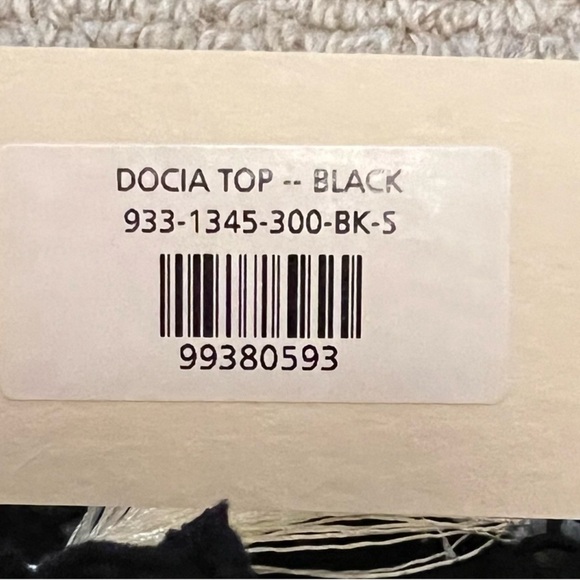 DOCIA TOP -- BLACK
933-1345-300-BK-S
99380593